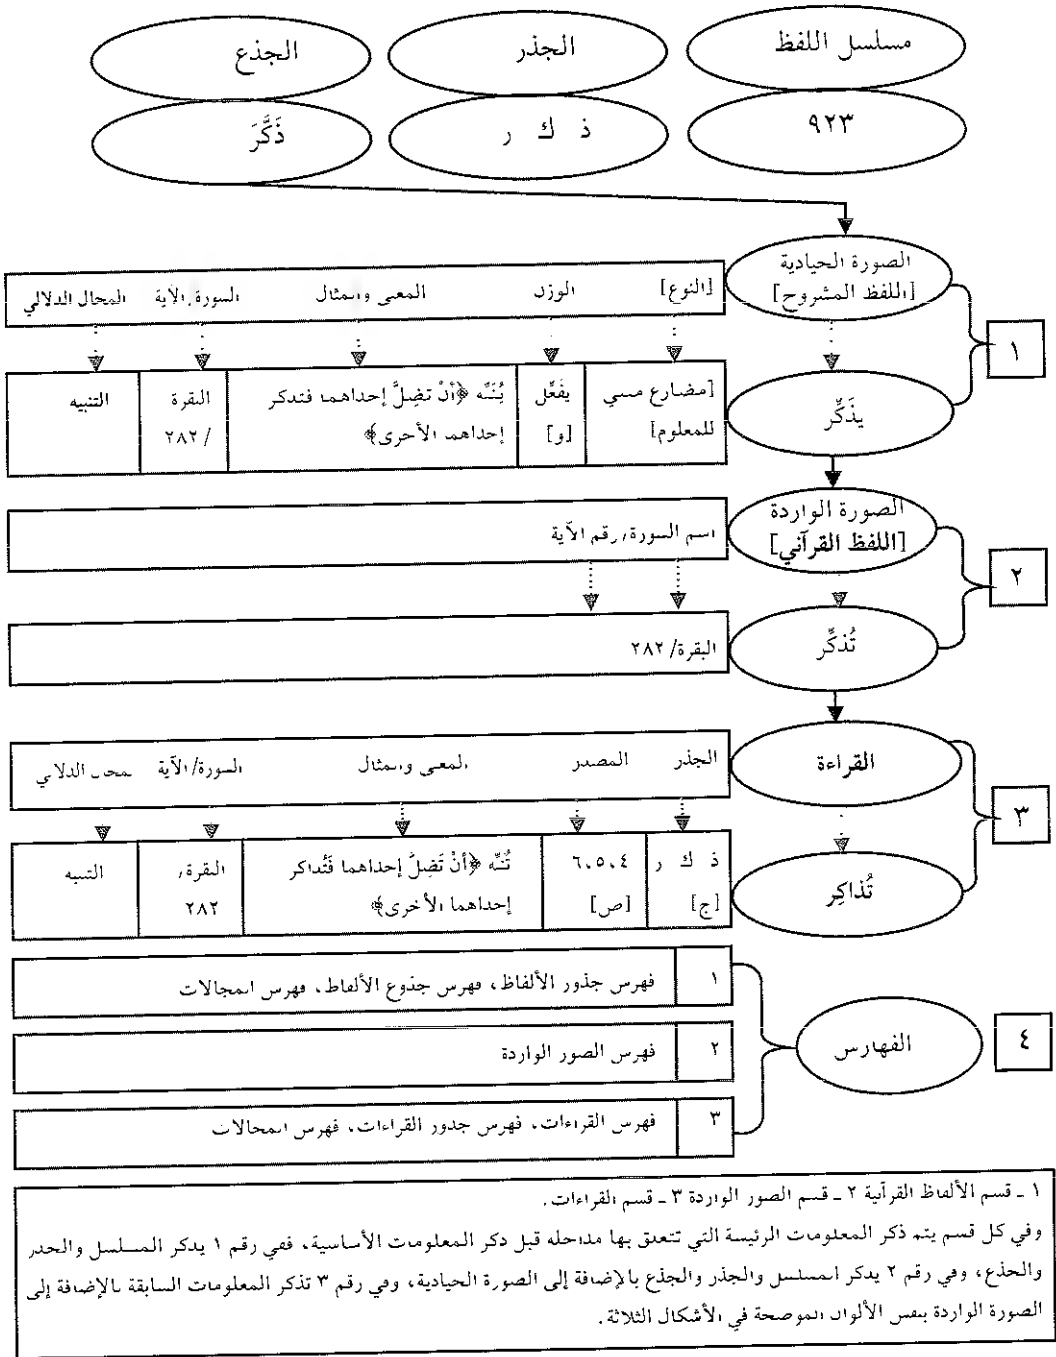 مسلسل اللفظ الجذر الجذع
٩٢٣ ذ ك ر ذَكَّرَ
الصورة الحيادية
[اللفظ المشروح]
[النوع] الوزن المعنى والمثال السورة/الآية المجال الدلالي
١
يذَكِّر
[مضارع مبني يفَعِّل يُنَبِّه ﴿أنْ تضِلَّ إحداهما فتذكر البقرة التنبيه
للمعلوم] [و] إحداهما الأخرى﴾ /٢٨٢
الصورة الواردة
[اللفظ القرآني]
اسم السورة/رقم الآية
٢
تُذكِّر
البقرة/٢٨٢
القراءة
الجذر المصدر المعنى والمثال السورة/الآية المجال الدلالي
٣
تُذاكِر
ذ ك ر ٤،٥،٦ تُنَبِّه ﴿أنْ تَضِلَّ إحداهما فَتُذاكر البقرة/ التنبيه
[ج] [ص] إحداهما الأخرى﴾ ٢٨٢
٤
الفهارس
١ فهرس جذور الألفاظ، فهرس جذوع الألفاظ، فهرس المجالات
٢ فهرس الصور الواردة
٣ فهرس القراءات، فهرس جذور القراءات، فهرس المجالات
١ ـ قسم الألفاظ القرآنية ٢ ـ قسم الصور الواردة ٣ ـ قسم القراءات.
وفي كل قسم يتم ذكر المعلومات الرئيسة التي تتعلق بها مداخله قبل ذكر المعلومات الأساسية، ففي رقم ١ يذكر المسلسل والجذر
والجذع، وفي رقم ٢ يذكر المسلسل والجذر والجذع بالإضافة إلى الصورة الحيادية، وفي رقم ٣ تذكر المعلومات السابقة بالإضافة إلى
الصورة الواردة بنفس الألوان الموضحة في الأشكال الثلاثة.